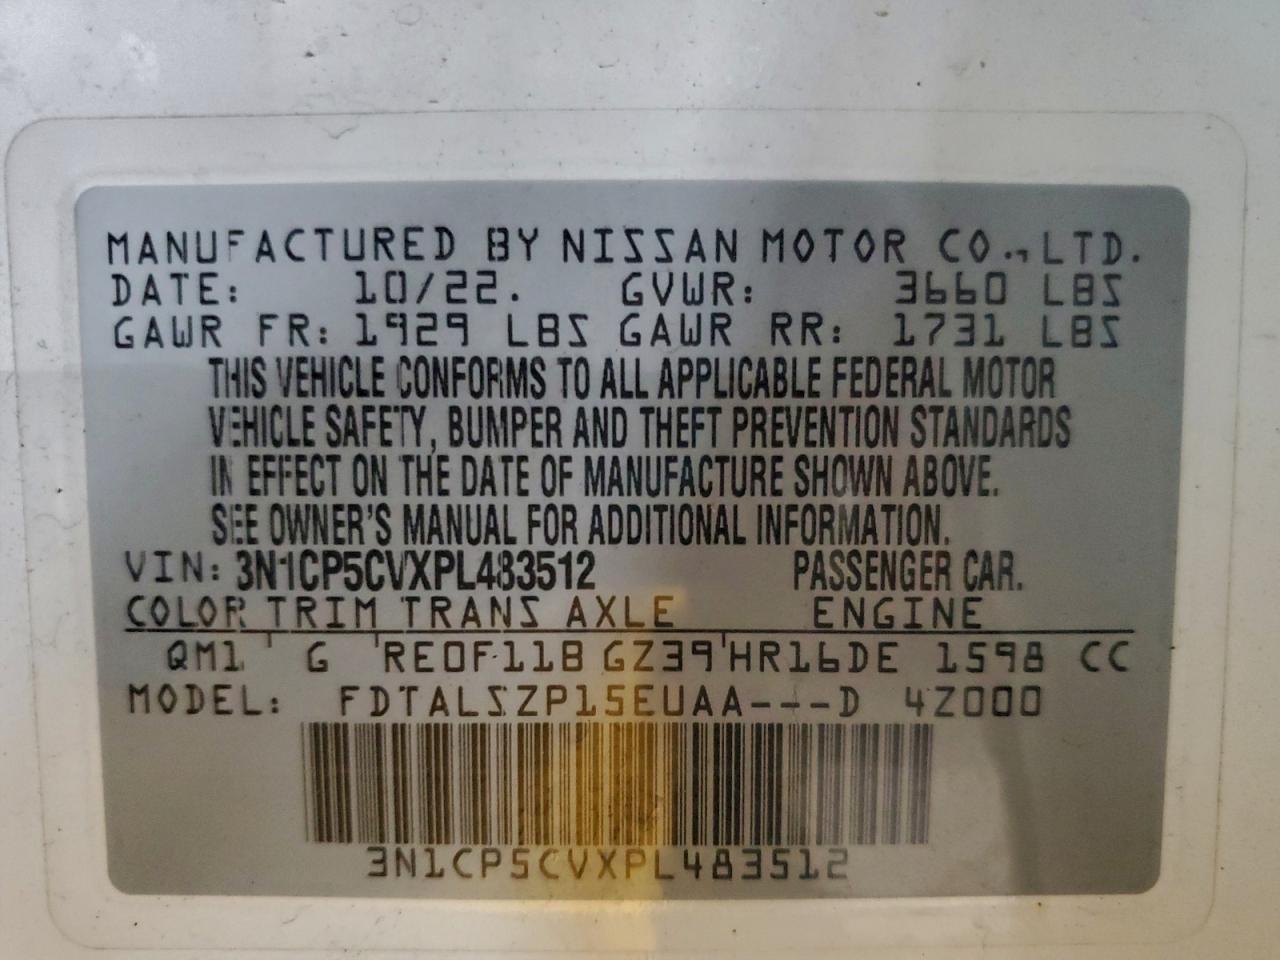 MANUFACTURED BY NISSAN MOTOR CO., LTD.
DATE: 10/22. GVWR: 3660 LBS
GAWR FR: 1929 LBS GAWR RR: 1731 LBS
THIS VEHICLE CONFORMS TO ALL APPLICABLE FEDERAL MOTOR
VEHICLE SAFETY, BUMPER AND THEFT PREVENTION STANDARDS
IN EFFECT ON THE DATE OF MANUFACTURE SHOWN ABOVE.
SEE OWNER'S MANUAL FOR ADDITIONAL INFORMATION.
VIN: 3N1CP5CVXPL483512 PASSENGER CAR.
COLOR TRIM TRANS AXLE ENGINE
QM1 G RE0F11B GZ39 HR16DE 1598 CC
MODEL: FDTALSZP15EUAA---D 4Z000
3N1CP5CVXPL483512